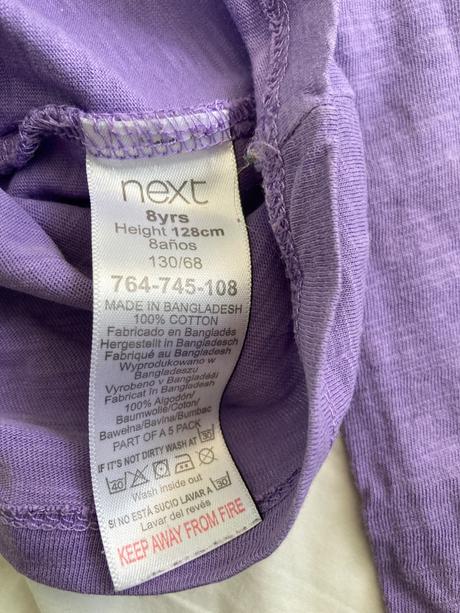 next
8yrs
Height 128cm
8años
130/68
764-745-108
MADE IN BANGLADESH
100% COTTON
Fabricado en Bangladés
Hergestellt in Bangladesch
Fabriqué au Bangladesh
Wyprodukowano w
Bangladeszu
Vyrobeno v Bangladéši
Fabricat în Bangladesh
100% Algodón/
Baumwolle/Coton/
Bawełna/Bavlna/Bumbac
PART OF A 5 PACK
IF IT'S NOT DIRTY WASH AT 30
40
Wash inside out
SI NO ESTÁ SUCIO LAVAR A 30
Lavar del revés
KEEP AWAY FROM FIRE